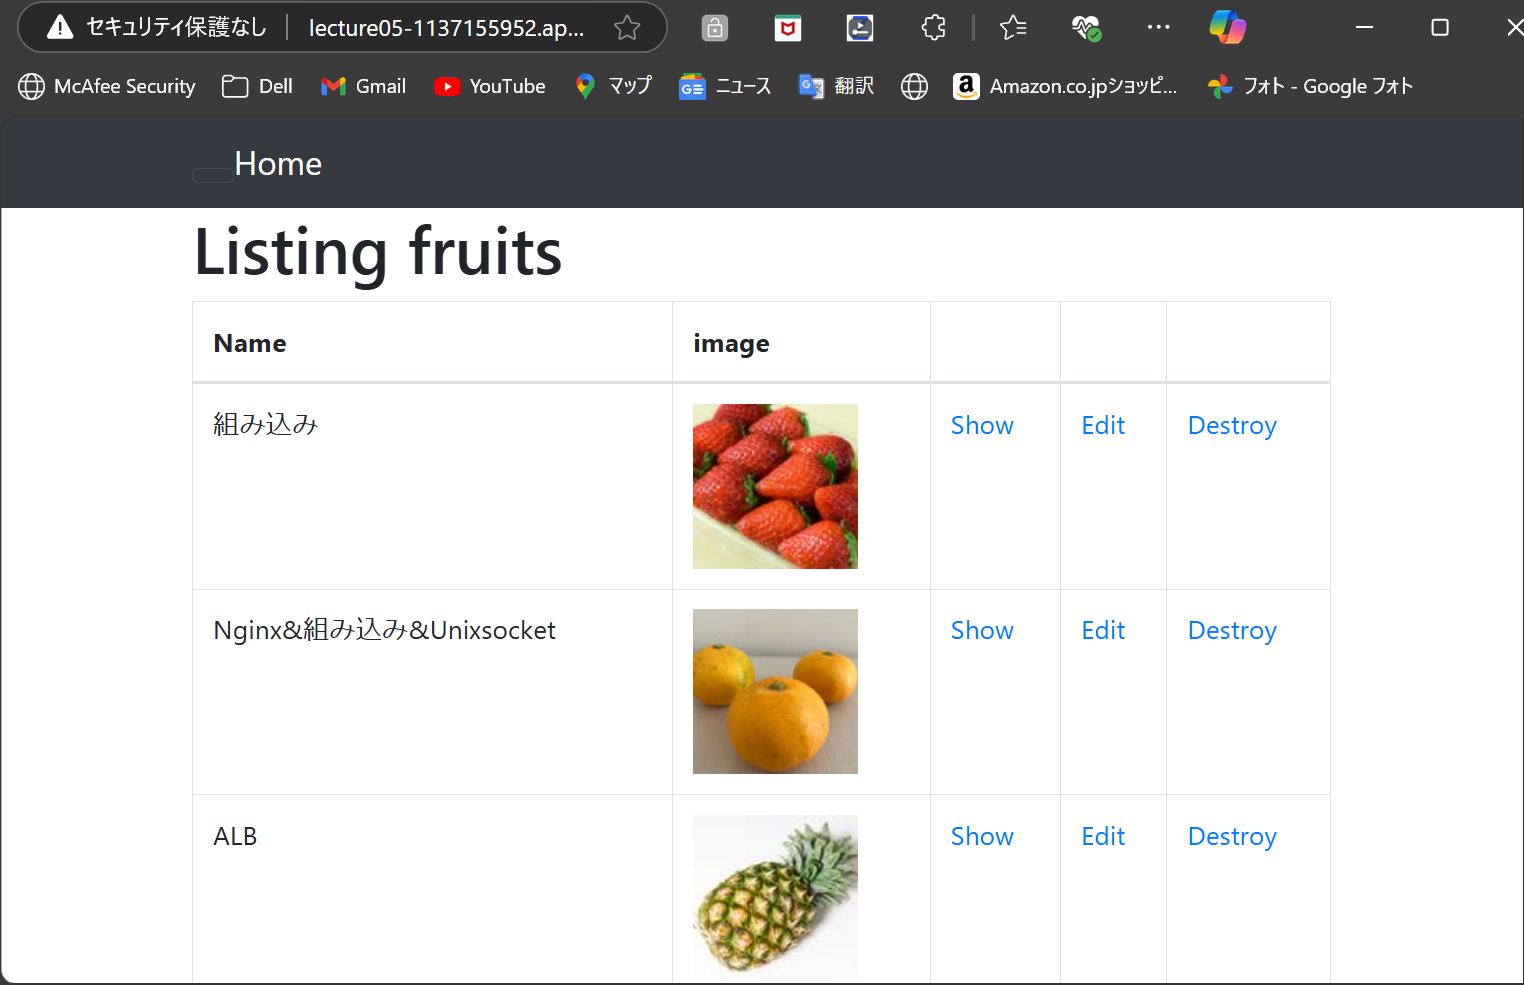 セキュリティ保護なし lecture05-1137155952.ap...
McAfee Security Dell Gmail YouTube マップ ニュース 翻訳 Amazon.co.jpショッピ... フォト - Google フォト
Home
Listing fruits
Name image
組み込み Show Edit Destroy
Nginx&組み込み&Unixsocket Show Edit Destroy
ALB Show Edit Destroy